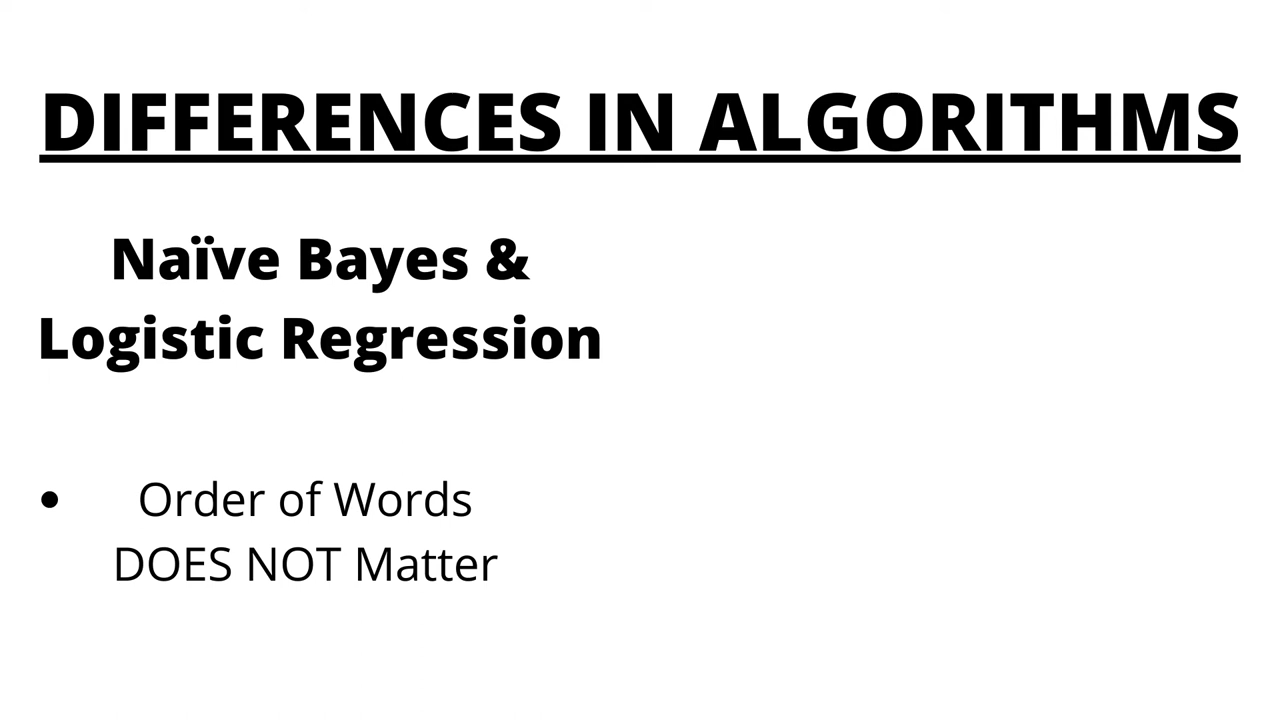 DIFFERENCES IN ALGORITHMS
Naïve Bayes &
Logistic Regression
• Order of Words
DOES NOT Matter